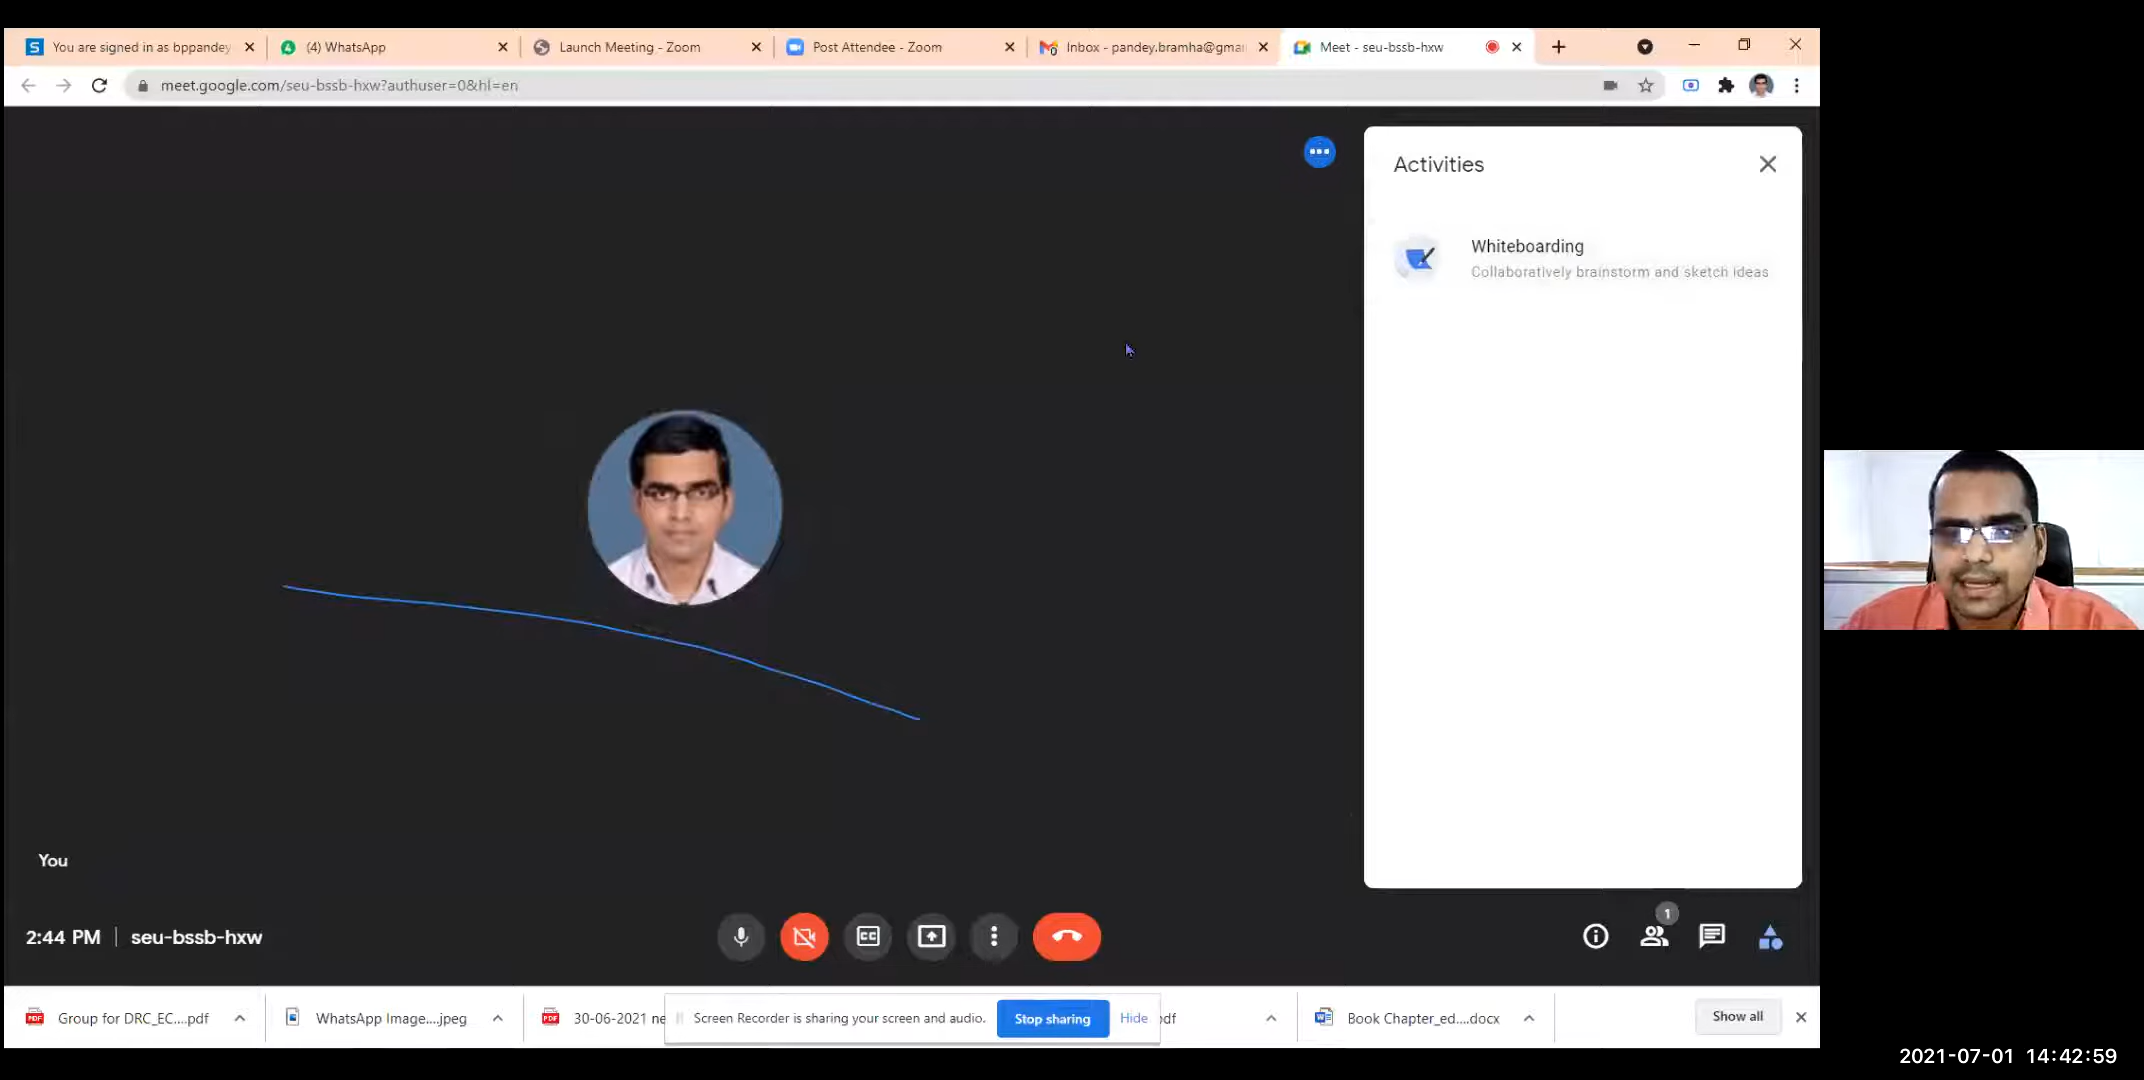 You are signed in as bppandey
(4) WhatsApp
Launch Meeting - Zoom
Post Attendee - Zoom
Inbox - pandey.bramha@gmai
Meet - seu-bssb-hxw
meet.google.com/seu-bssb-hxw?authuser=0&hl=en
Activities
Whiteboarding
Collaboratively brainstorm and sketch ideas
You
2:44 PM | seu-bssb-hxw
CC
1
Group for DRC_EC....pdf
WhatsApp Image....jpeg
30-06-2021 ne
Screen Recorder is sharing your screen and audio.
Stop sharing
Hide
pdf
Book Chapter_ed....docx
Show all
2021-07-01 14:42:59